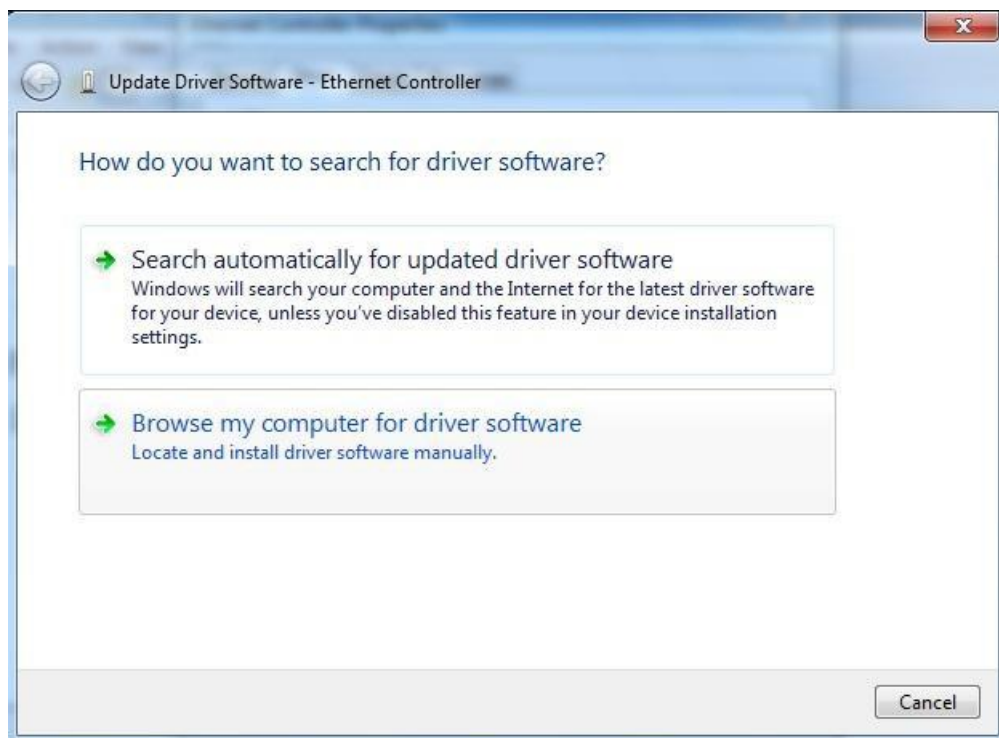 Update Driver Software - Ethernet Controller
How do you want to search for driver software?
Search automatically for updated driver software
Windows will search your computer and the Internet for the latest driver software
for your device, unless you've disabled this feature in your device installation
settings.
Browse my computer for driver software
Locate and install driver software manually.
Cancel